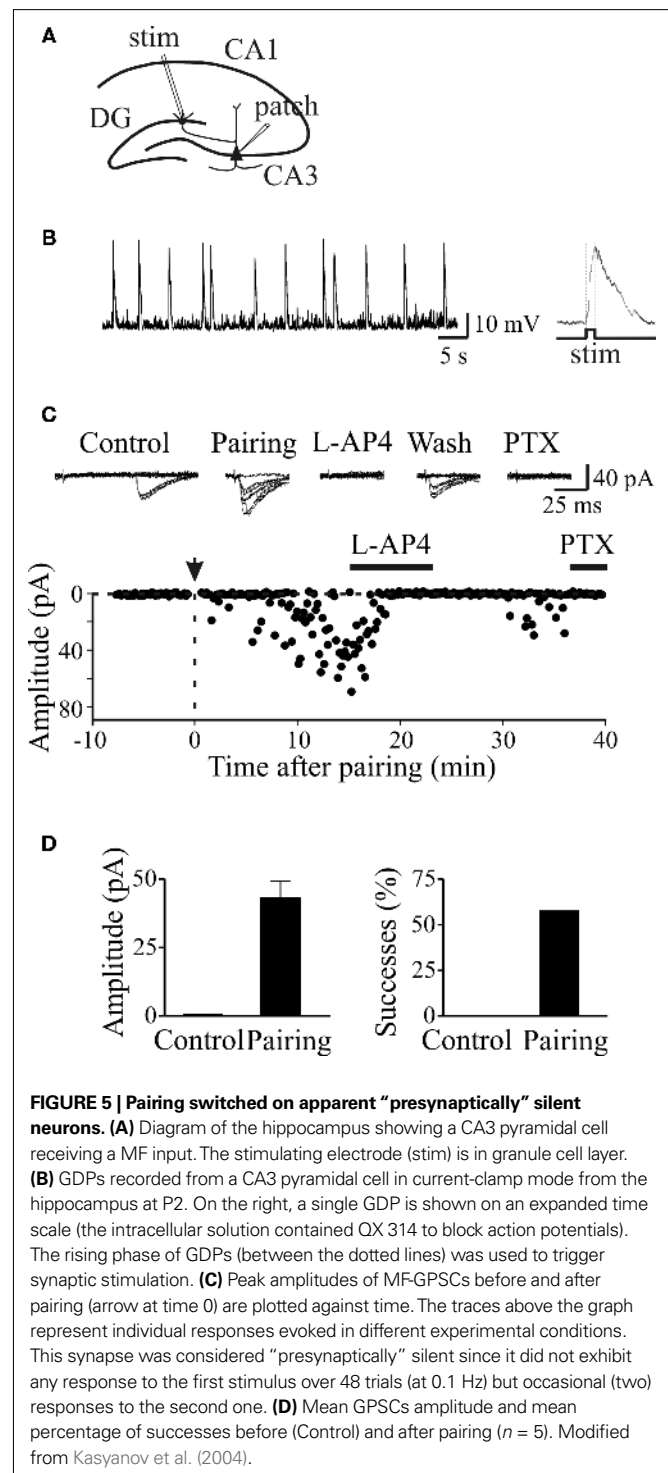 A
stim
CA1
DG
patch
CA3
B
10 mV
5 s
stim
C
Control Pairing L-AP4 Wash PTX
40 pA
25 ms
L-AP4 PTX
Amplitude (pA)
0
40
80
-10 0 10 20 30 40
Time after pairing (min)
D
Amplitude (pA)
50
25
0
Control Pairing
Successes (%)
75
50
25
0
Control Pairing
FIGURE 5 | Pairing switched on apparent “presynaptically” silent
neurons. (A) Diagram of the hippocampus showing a CA3 pyramidal cell
receiving a MF input. The stimulating electrode (stim) is in granule cell layer.
(B) GDPs recorded from a CA3 pyramidal cell in current-clamp mode from the
hippocampus at P2. On the right, a single GDP is shown on an expanded time
scale (the intracellular solution contained QX 314 to block action potentials).
The rising phase of GDPs (between the dotted lines) was used to trigger
synaptic stimulation. (C) Peak amplitudes of MF-GPSCs before and after
pairing (arrow at time 0) are plotted against time. The traces above the graph
represent individual responses evoked in different experimental conditions.
This synapse was considered “presynaptically” silent since it did not exhibit
any response to the first stimulus over 48 trials (at 0.1 Hz) but occasional (two)
responses to the second one. (D) Mean GPSCs amplitude and mean
percentage of successes before (Control) and after pairing (n = 5). Modified
from Kasyanov et al. (2004).